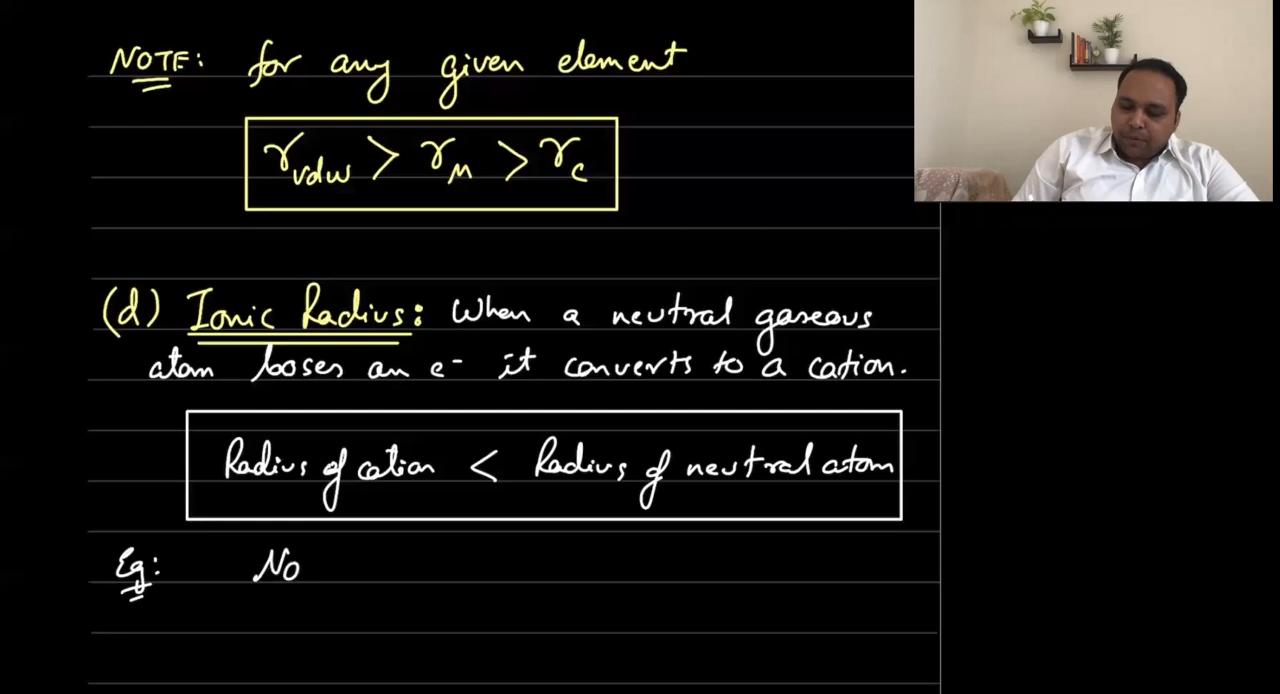 NOTE: for any given element
r_vdw > r_M > r_c
(d) Ionic Radius: When a neutral gaseous
atom looses an e⁻ it converts to a cation.
Radius of cation < Radius of neutral atom
Eg: No